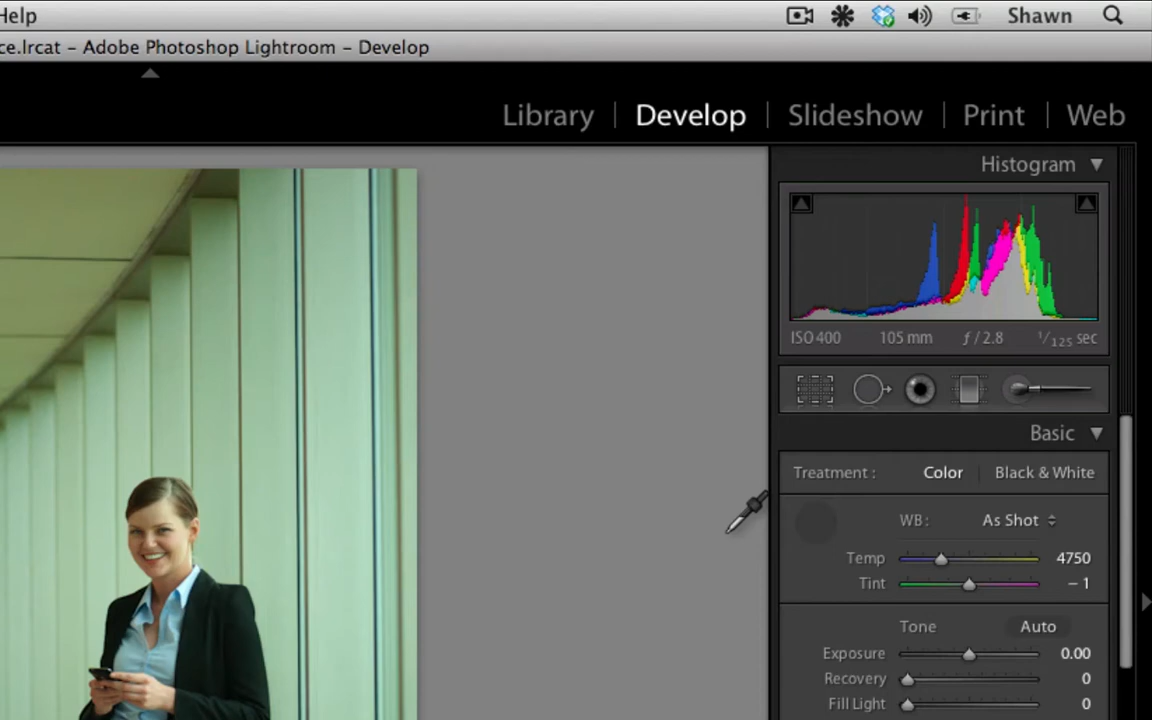 Help
Shawn
ce.lrcat – Adobe Photoshop Lightroom – Develop
Library | Develop | Slideshow | Print | Web
Histogram
ISO 400 105 mm ƒ / 2.8 1/125 sec
Basic
Treatment : Color | Black & White
WB : As Shot
Temp 4750
Tint – 1
Tone Auto
Exposure 0.00
Recovery 0
Fill Light 0